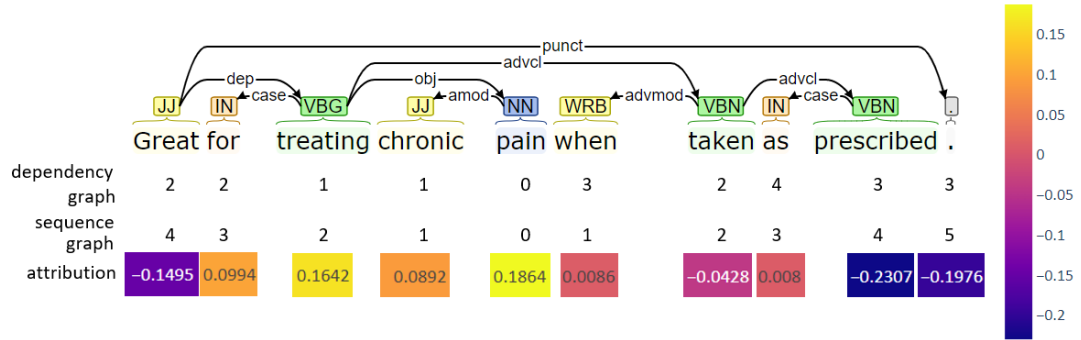 punct
dep advcl obj advcl
case amod advmod case
JJ IN VBG JJ NN WRB VBN IN VBN .
Great for treating chronic pain when taken as prescribed .
dependency graph 2 2 1 1 0 3 2 4 3 3
sequence graph 4 3 2 1 0 1 2 3 4 5
attribution −0.1495 0.0994 0.1642 0.0892 0.1864 0.0086 −0.0428 0.008 −0.2307 −0.1976
0.15
0.1
0.05
0
−0.05
−0.1
−0.15
−0.2